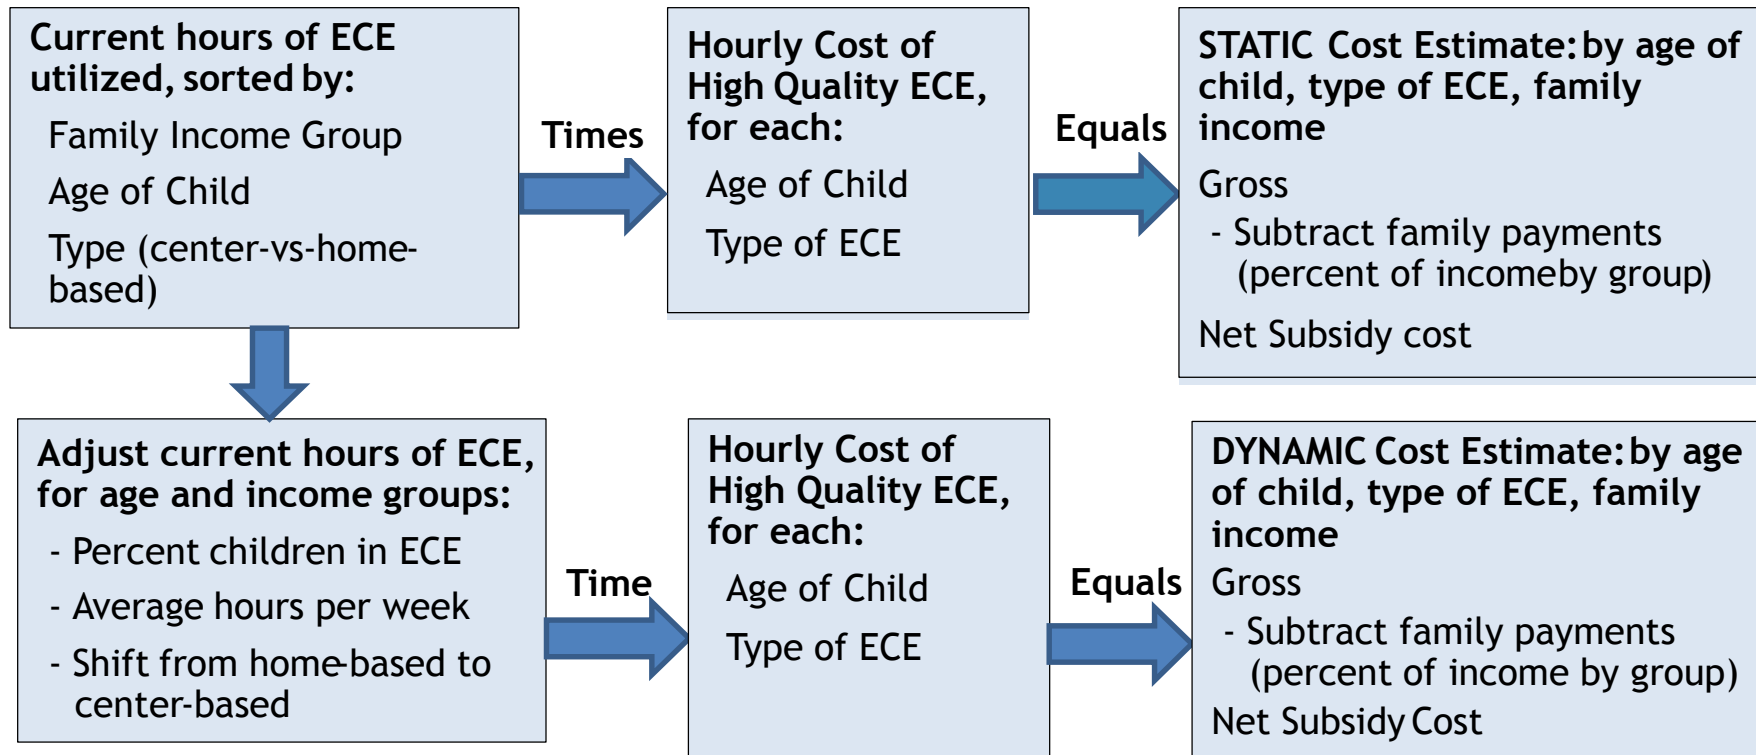 Current hours of ECE
utilized, sorted by:
Family Income Group
Age of Child
Type (center-vs-home-
based)
Times
Hourly Cost of
High Quality ECE,
for each:
Age of Child
Type of ECE
Equals
STATIC Cost Estimate: by age of
child, type of ECE, family
income
Gross
- Subtract family payments
(percent of incomeby group)
Net Subsidy cost
Adjust current hours of ECE,
for age and income groups:
- Percent children in ECE
- Average hours per week
- Shift from home-based to
center-based
Time
Hourly Cost of
High Quality ECE,
for each:
Age of Child
Type of ECE
Equals
DYNAMIC Cost Estimate: by age
of child, type of ECE, family
income
Gross
- Subtract family payments
(percent of income by group)
Net Subsidy Cost